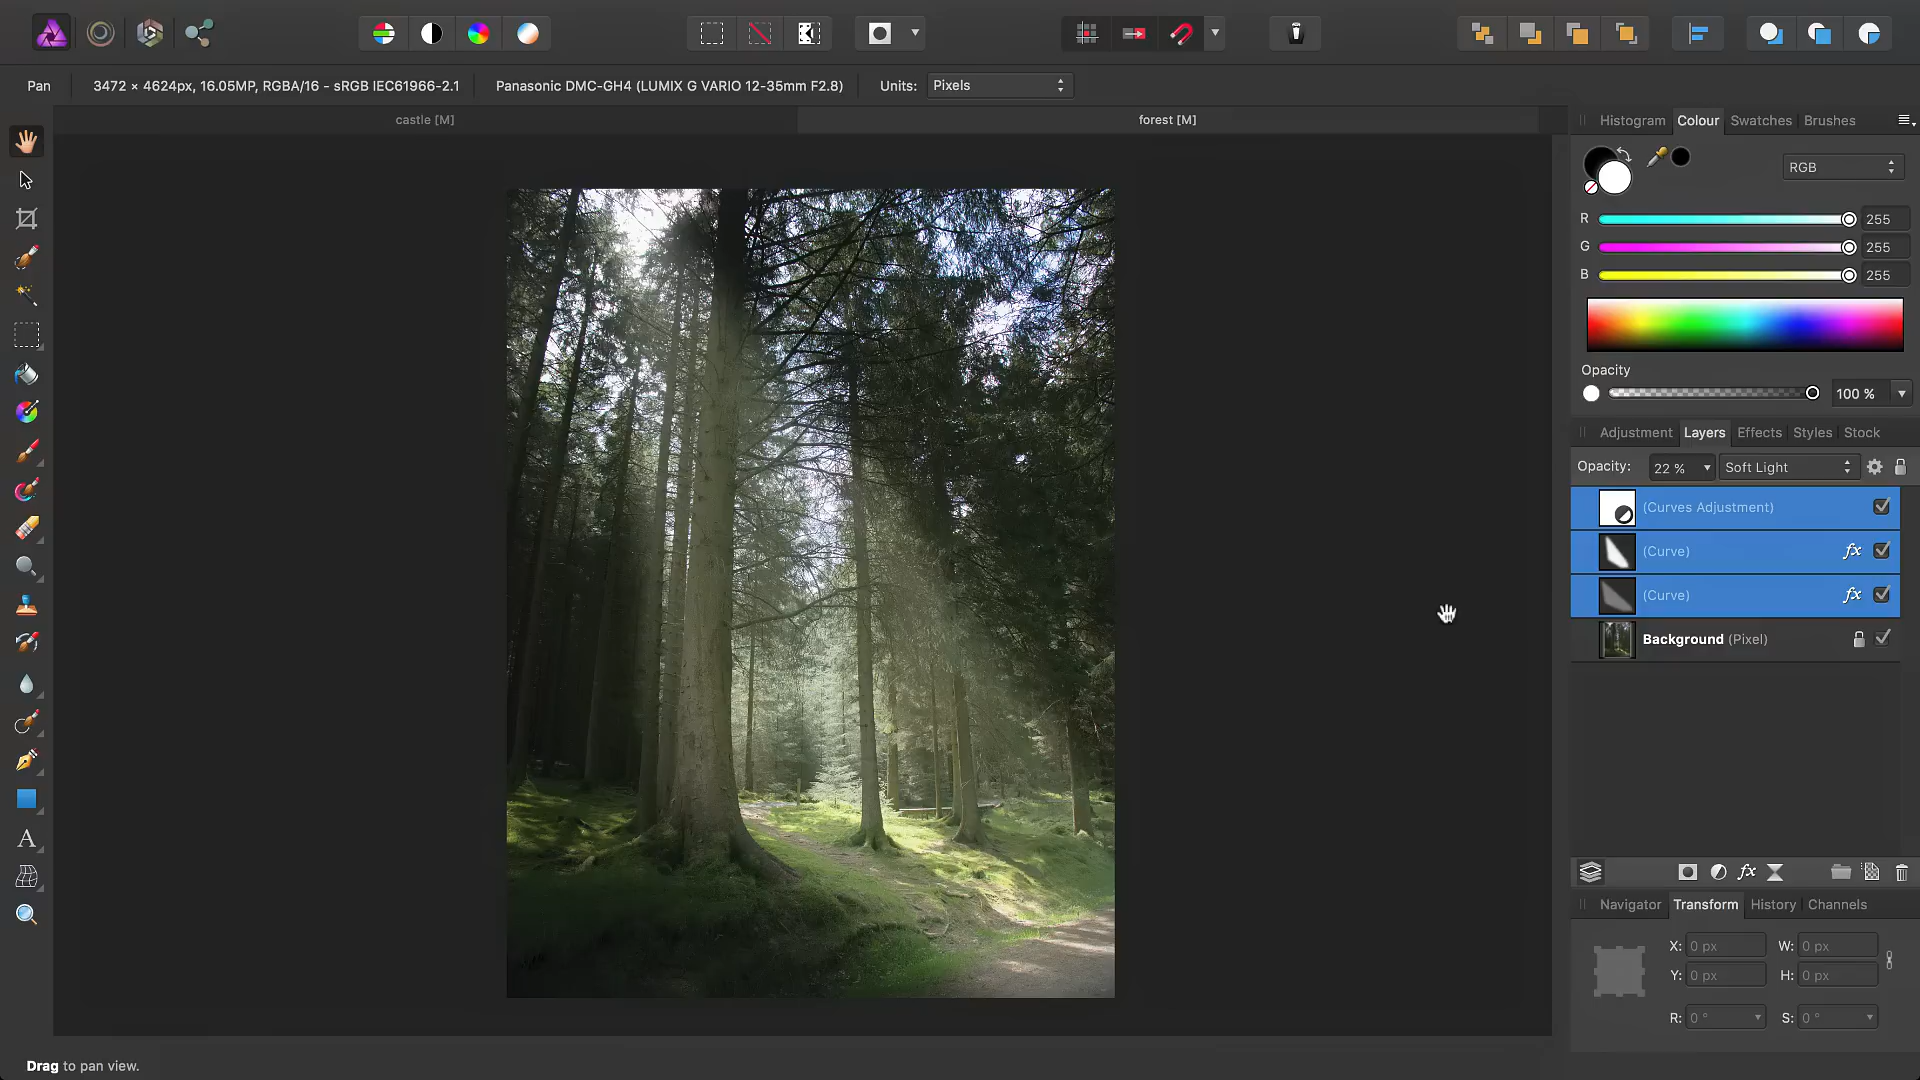 Pan
3472 × 4624px, 16.05MP, RGBA/16 - sRGB IEC61966-2.1
Panasonic DMC-GH4 (LUMIX G VARIO 12-35mm F2.8)
Units:
Pixels
castle [M]
forest [M]
Histogram
Colour
Swatches
Brushes
RGB
R
255
G
255
B
255
Opacity
100 %
Adjustment
Layers
Effects
Styles
Stock
Opacity:
22 %
Soft Light
(Curves Adjustment)
(Curve)
fx
(Curve)
fx
Background (Pixel)
fx
Navigator
Transform
History
Channels
X:
0 px
W:
0 px
Y:
0 px
H:
0 px
R:
0 °
S:
0 °
A
Drag to pan view.